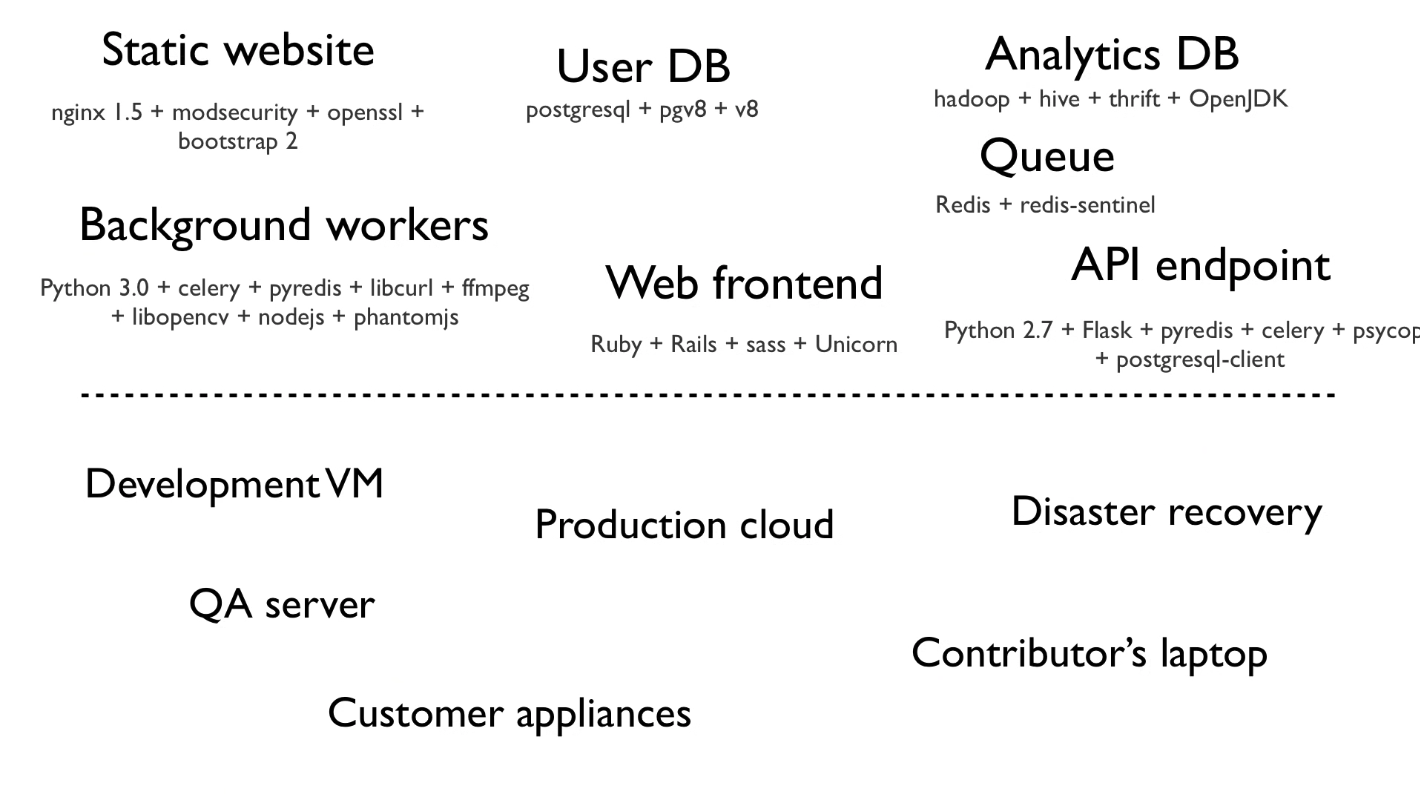 Static website
nginx 1.5 + modsecurity + openssl +
bootstrap 2
User DB
postgresql + pgv8 + v8
Analytics DB
hadoop + hive + thrift + OpenJDK
Queue
Redis + redis-sentinel
Background workers
Python 3.0 + celery + pyredis + libcurl + ffmpeg
+ libopencv + nodejs + phantomjs
Web frontend
Ruby + Rails + sass + Unicorn
API endpoint
Python 2.7 + Flask + pyredis + celery +
+ postgresql-client
Development VM
Production cloud
Disaster recovery
QA server
Contributor’s laptop
Customer appliances